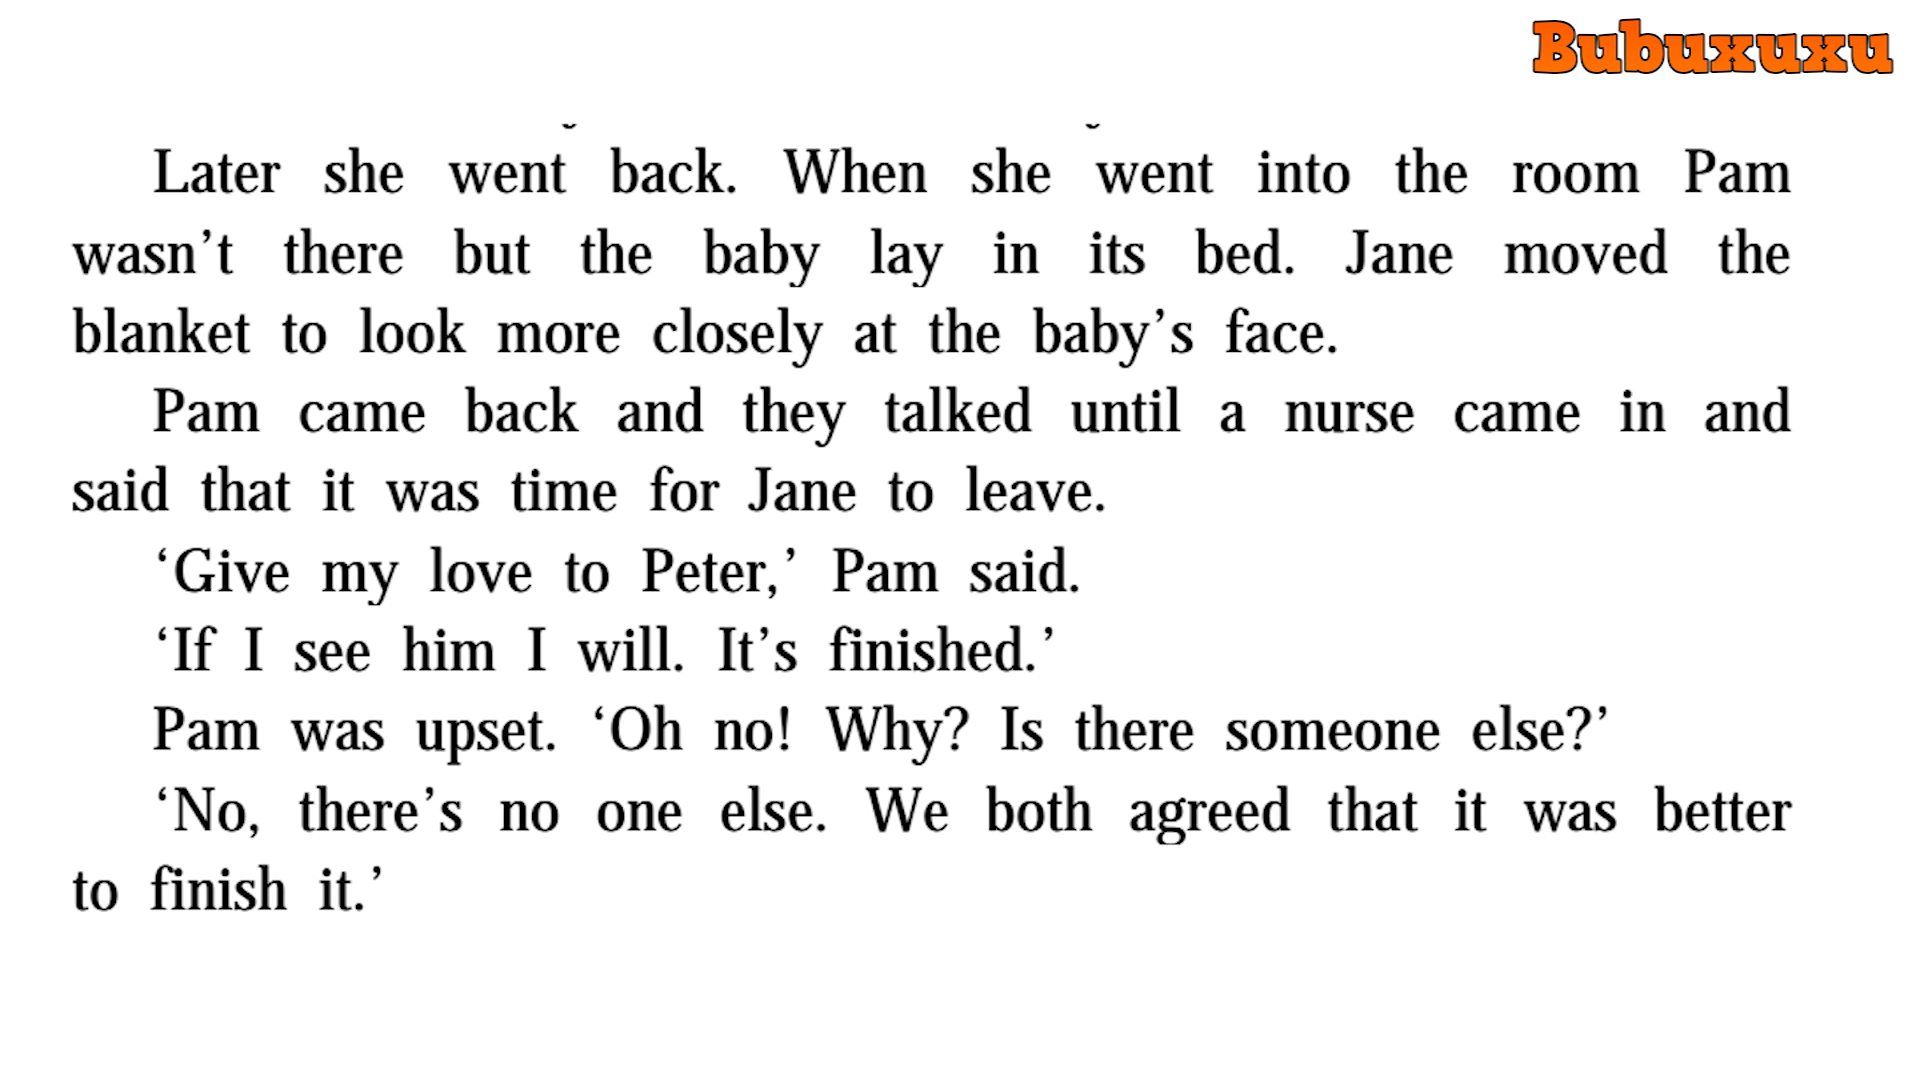 Bubuxuxu
Later she went back. When she went into the room Pam
wasn’t there but the baby lay in its bed. Jane moved the
blanket to look more closely at the baby’s face.
Pam came back and they talked until a nurse came in and
said that it was time for Jane to leave.
‘Give my love to Peter,’ Pam said.
‘If I see him I will. It’s finished.’
Pam was upset. ‘Oh no! Why? Is there someone else?’
‘No, there’s no one else. We both agreed that it was better
to finish it.’